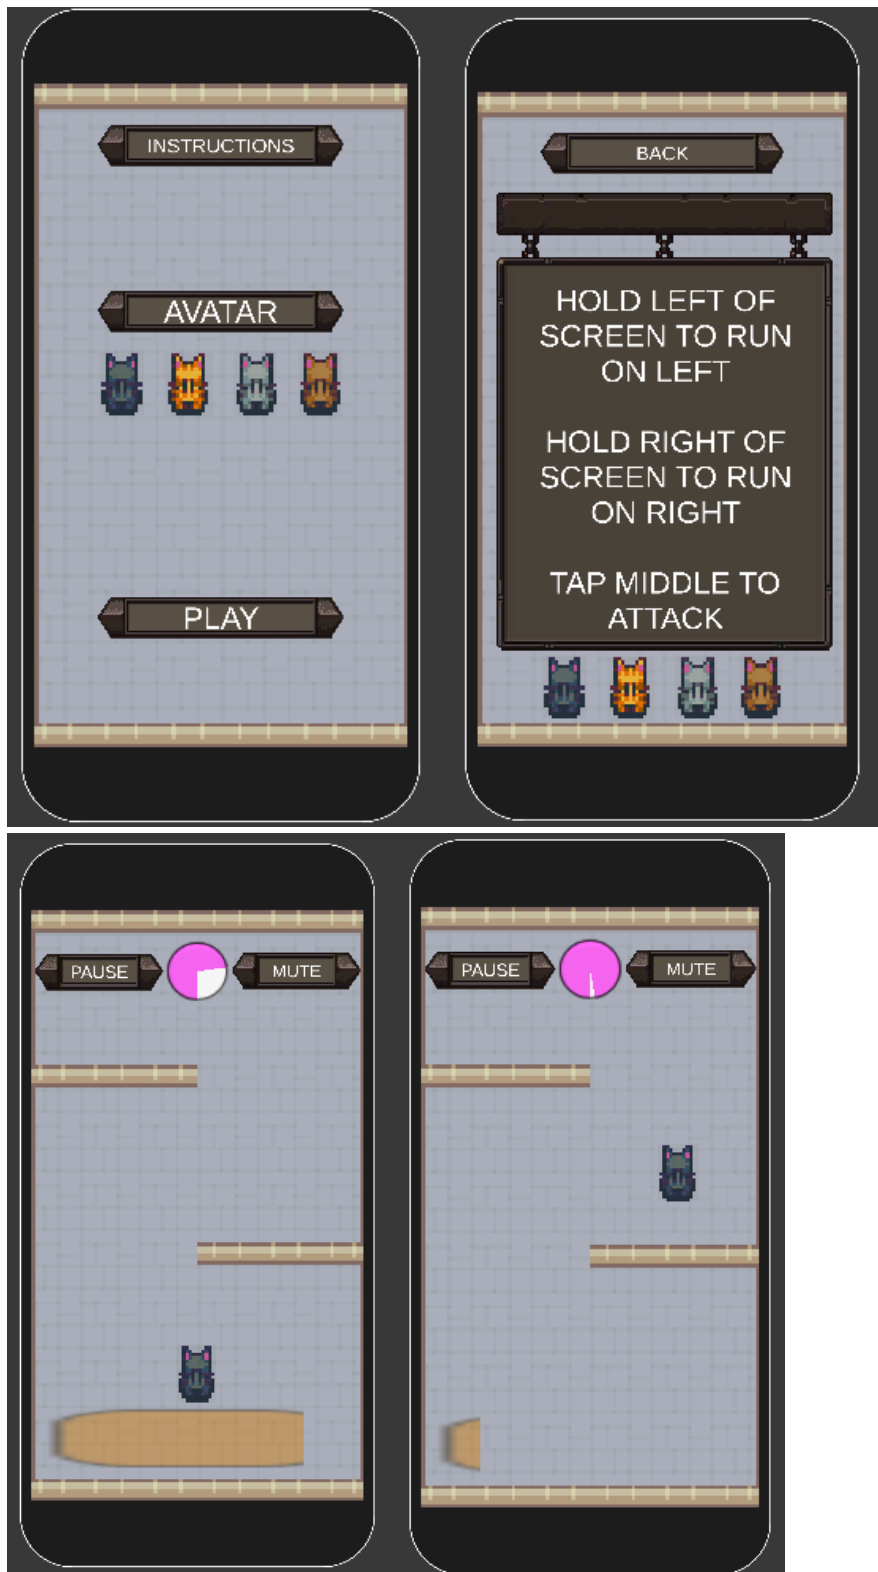 INSTRUCTIONS
AVATAR
PLAY
BACK
HOLD LEFT OF
SCREEN TO RUN
ON LEFT
HOLD RIGHT OF
SCREEN TO RUN
ON RIGHT
TAP MIDDLE TO
ATTACK
PAUSE
MUTE
PAUSE
MUTE